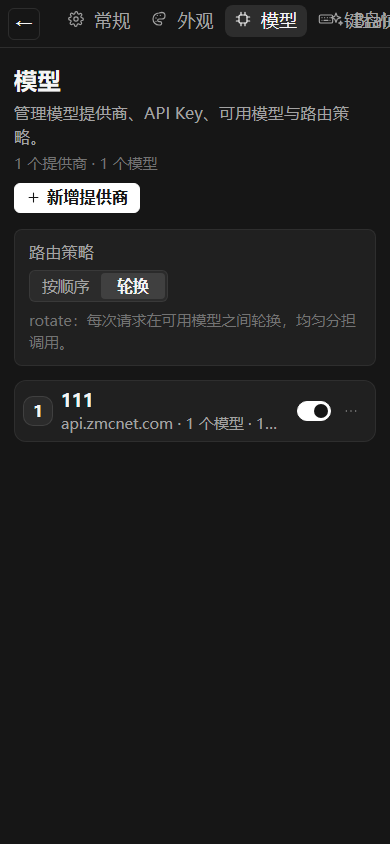 ← 常规 外观 模型
模型
管理模型提供商、API Key、可用模型与路由策
略。
1 个提供商 · 1 个模型
+ 新增提供商
路由策略
按顺序 轮换
rotate：每次请求在可用模型之间轮换，均匀分担
调用。
1 111
api.zmcnet.com · 1 个模型 · 1...
···